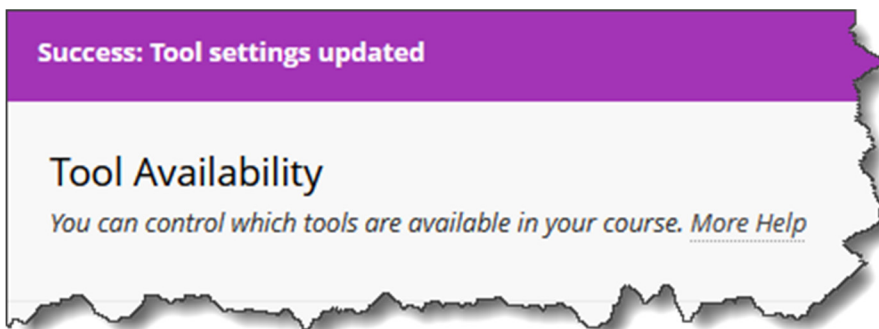 Success: Tool settings updated
Tool Availability
You can control which tools are available in your course. More Help